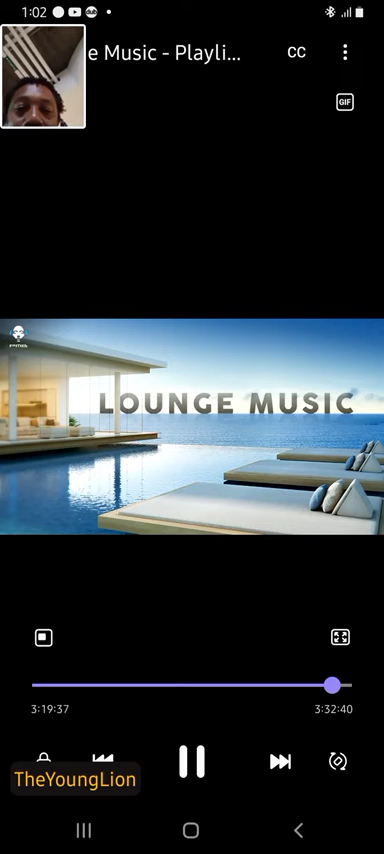 1:02
e Music - Playli...
CC
GIF
LOUNGE MUSIC
3:19:37
3:32:40
TheYoungLion